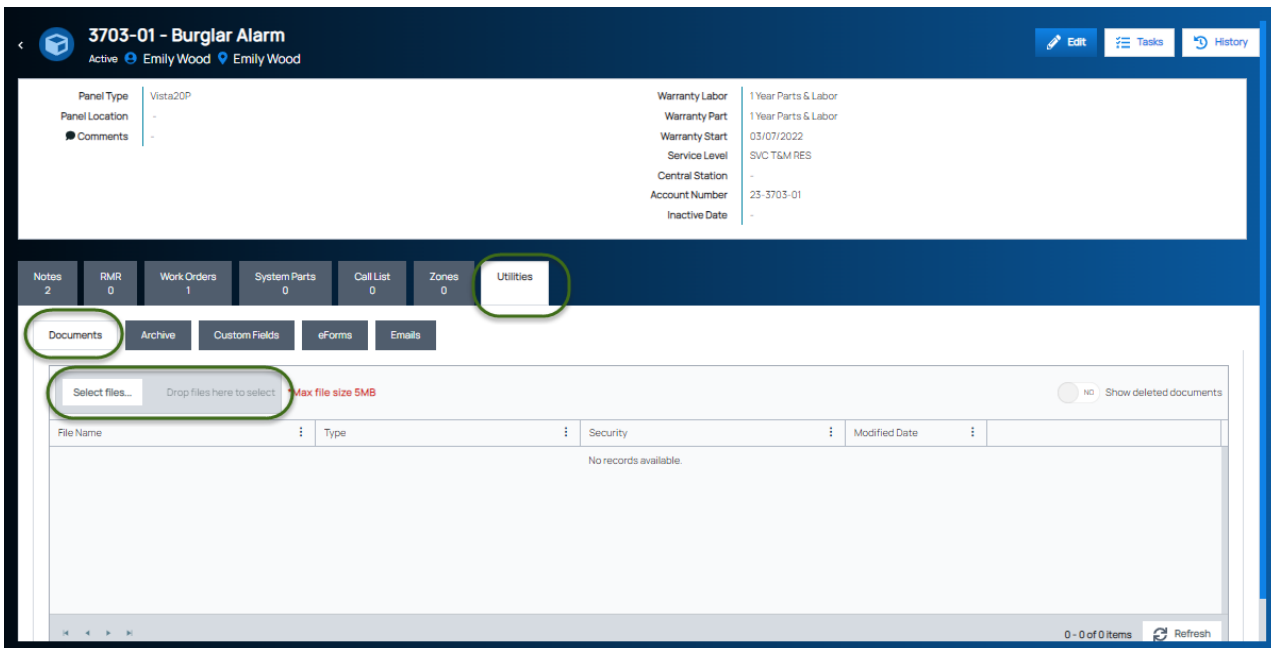 3703-01 - Burglar Alarm
Active Emily Wood Emily Wood
Edit
Tasks
History
Panel Type Vista20P
Panel Location -
Comments -
Warranty Labor 1 Year Parts & Labor
Warranty Part 1 Year Parts & Labor
Warranty Start 03/07/2022
Service Level SVC T&M RES
Central Station -
Account Number 23-3703-01
Inactive Date -
Notes RMR Work Orders System Parts Call List Zones Utilities
2 0 1 0 0 0
Documents Archive Custom Fields eForms Emails
Select files... Drop files here to select *Max file size 5MB NO Show deleted documents
File Name Type Security Modified Date
No records available.
0 - 0 of 0 items Refresh